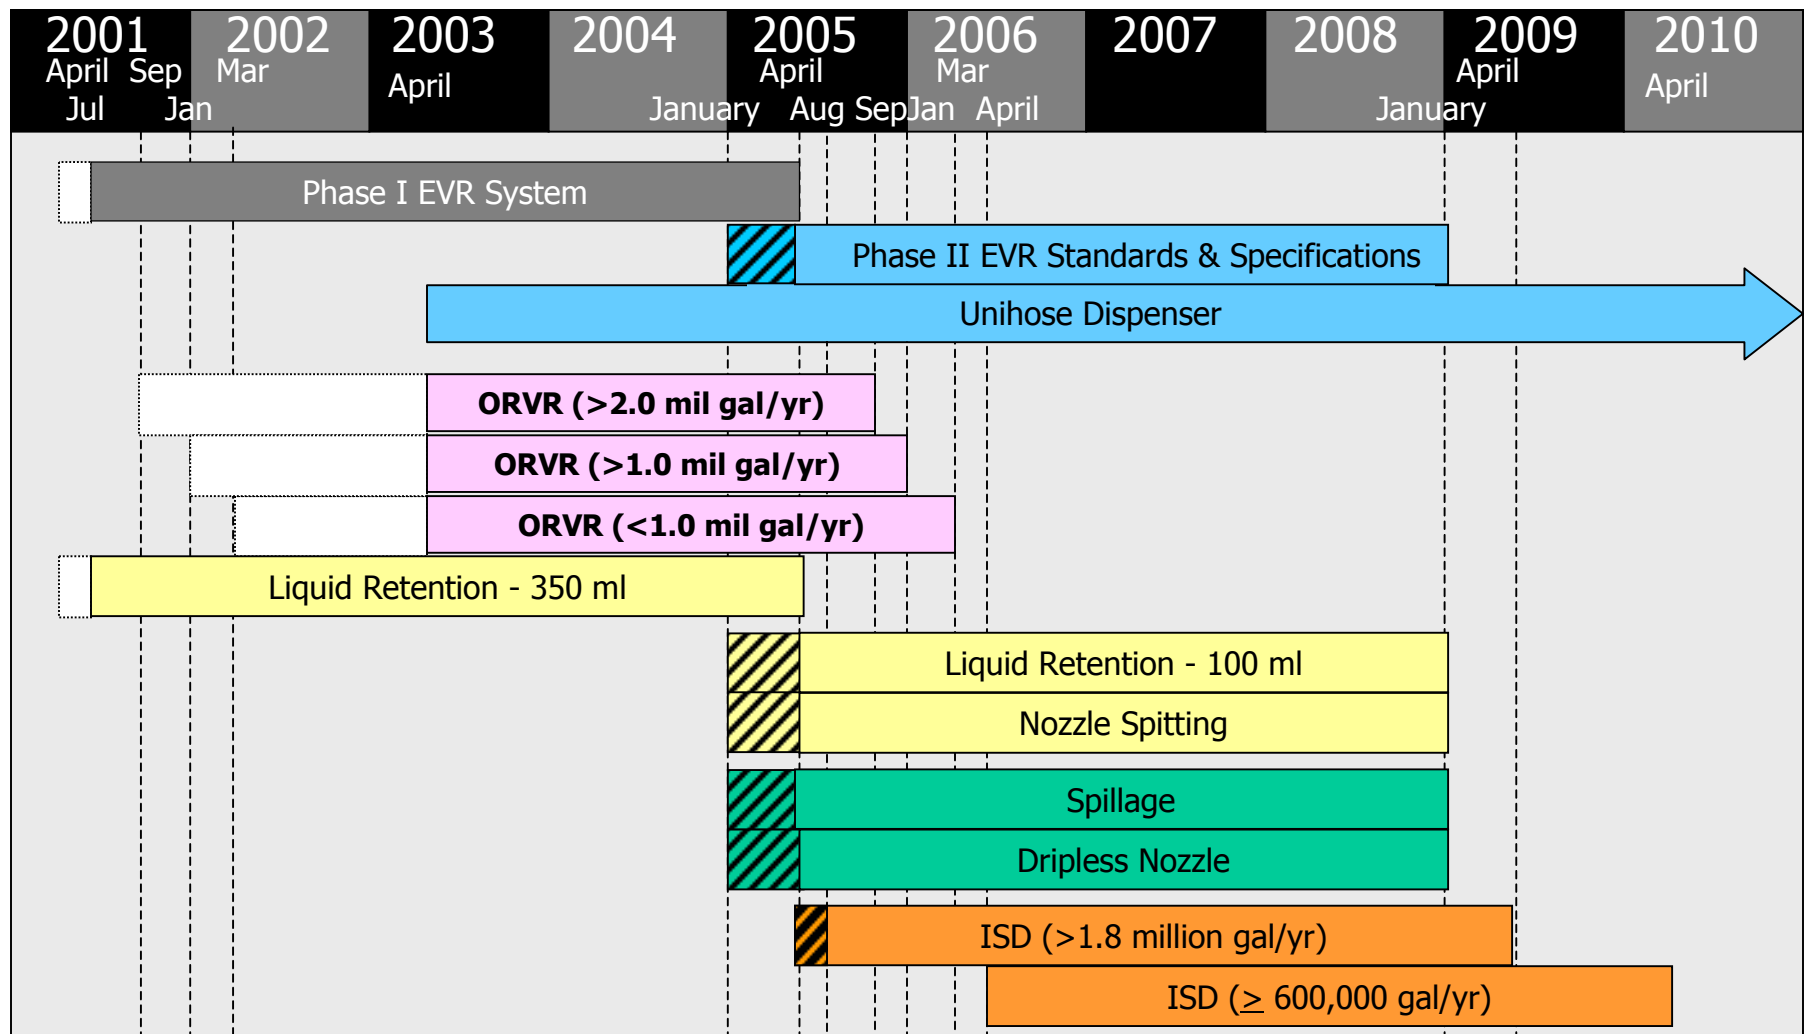 2001 2002 2003 2004 2005 2006 2007 2008 2009 2010
April Sep Mar April April Mar April April
Jul Jan January Aug Sep Jan April January
Phase I EVR System
Phase II EVR Standards & Specifications
Unihose Dispenser
ORVR (>2.0 mil gal/yr)
ORVR (>1.0 mil gal/yr)
ORVR (<1.0 mil gal/yr)
Liquid Retention - 350 ml
Liquid Retention - 100 ml
Nozzle Spitting
Spillage
Dripless Nozzle
ISD (>1.8 million gal/yr)
ISD (≥ 600,000 gal/yr)